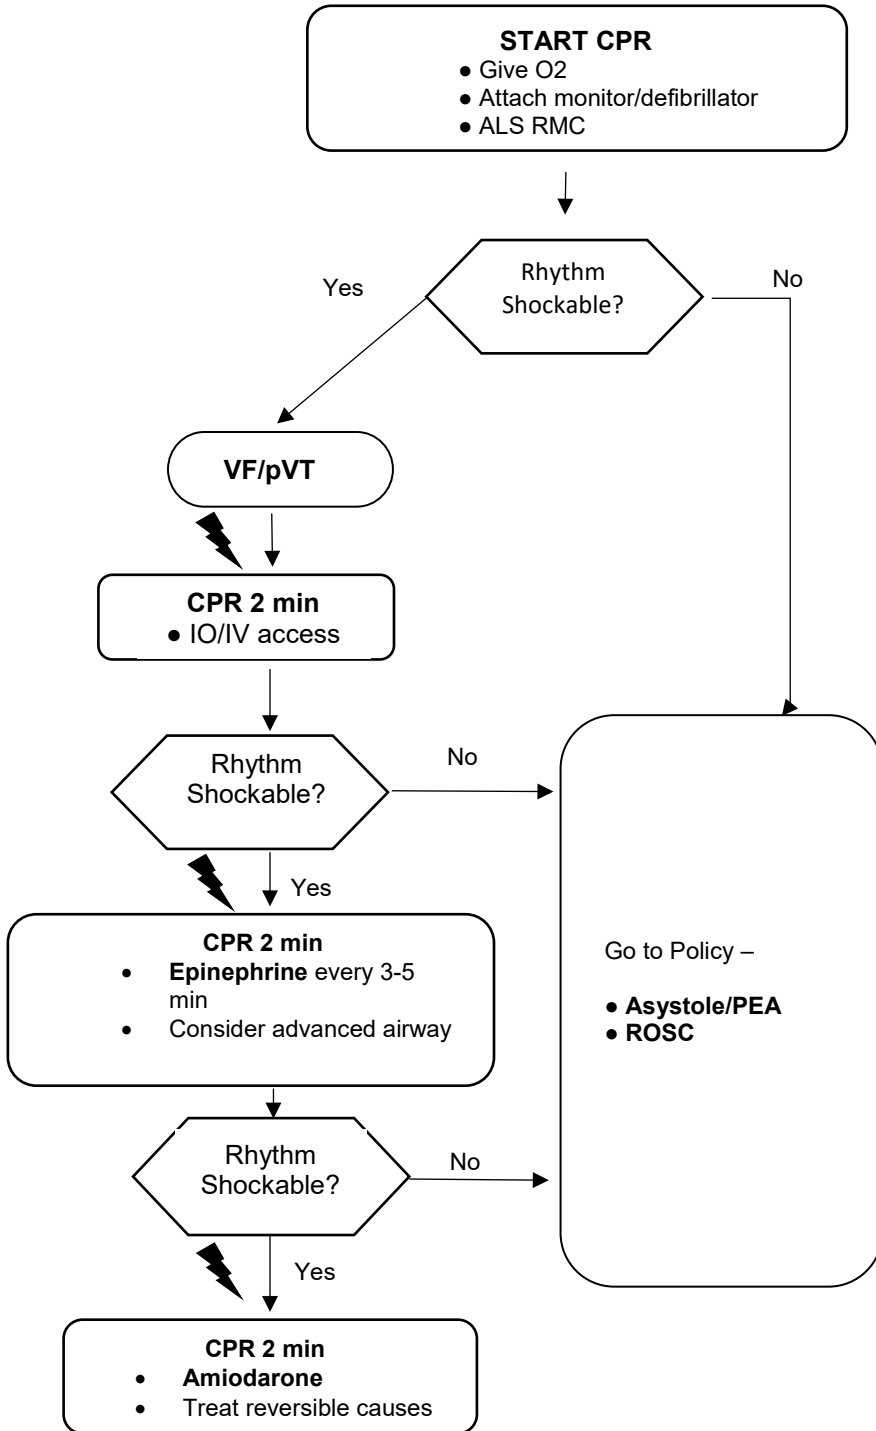 START CPR
● Give O2
● Attach monitor/defibrillator
● ALS RMC
Rhythm
Shockable?
Yes
No
VF/pVT
CPR 2 min
● IO/IV access
Rhythm
Shockable?
No
Yes
CPR 2 min
● Epinephrine every 3-5
min
● Consider advanced airway
Go to Policy –
● Asystole/PEA
● ROSC
Rhythm
Shockable?
No
Yes
CPR 2 min
● Amiodarone
● Treat reversible causes